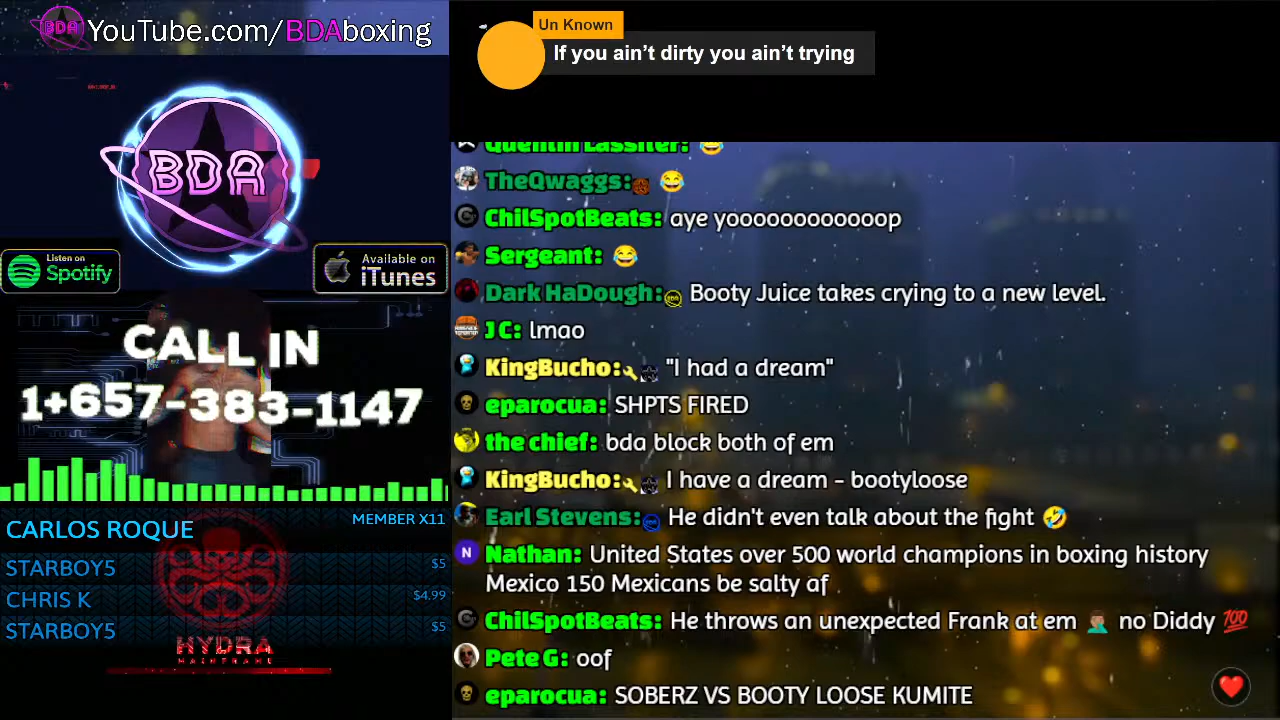 YouTube.com/BDAboxing
BDA
Listen on
Spotify
Available on
iTunes
CALL IN
1+657-383-1147
CARLOS ROQUE
MEMBER X11
STARBOY5
$5
CHRIS K
$4.99
STARBOY5
$5
HYDRA
MAINFRAME
Un Known
If you ain’t dirty you ain’t trying
Quentin Lassiter: 😂
TheQwaggs: 😂
ChilSpotBeats: aye yooooooooooop
Sergeant: 😂
Dark HaDough: Booty Juice takes crying to a new level.
J C: lmao
KingBucho: "I had a dream"
eparocua: SHPTS FIRED
the chief: bda block both of em
KingBucho: I have a dream - bootyloose
Earl Stevens: He didn't even talk about the fight 🤣
N
Nathan: United States over 500 world champions in boxing history
Mexico 150 Mexicans be salty af
ChilSpotBeats: He throws an unexpected Frank at em 🤦🏽‍♂️ no Diddy 💯
Pete G: oof
eparocua: SOBERZ VS BOOTY LOOSE KUMITE